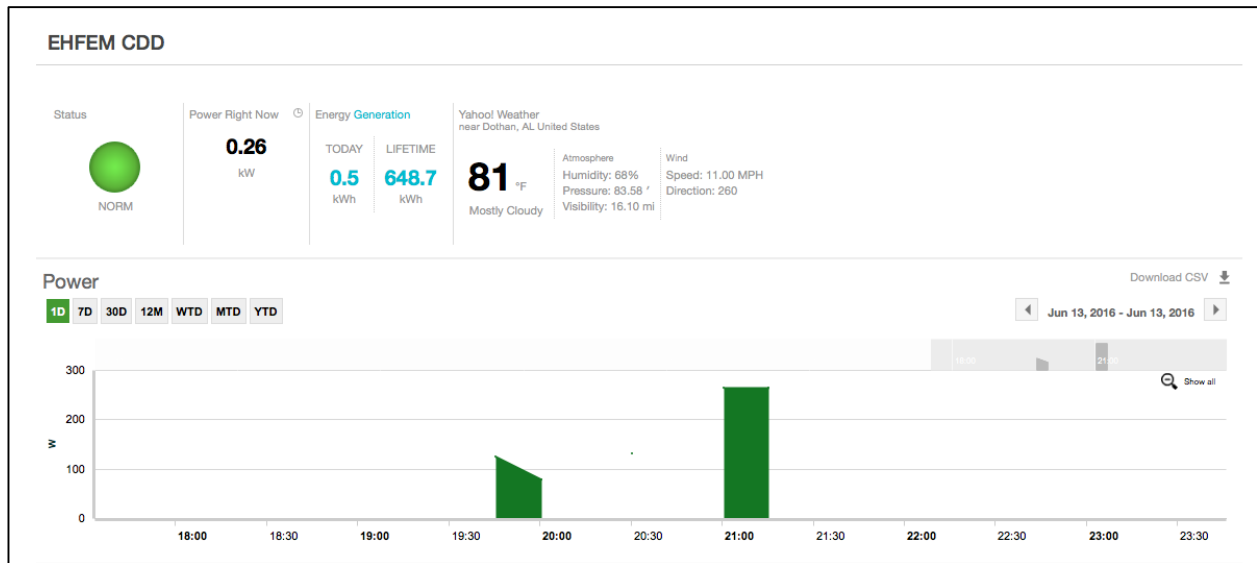 EHFEM CDD
Status
NORM
Power Right Now
0.26
kW
Energy Generation
TODAY
0.5
kWh
LIFETIME
648.7
kWh
Yahoo! Weather
near Dothan, AL United States
81 °F
Mostly Cloudy
Atmosphere
Humidity: 68%
Pressure: 83.58 ′
Visibility: 16.10 mi
Wind
Speed: 11.00 MPH
Direction: 260
Power
Download CSV
1D 7D 30D 12M WTD MTD YTD
Jun 13, 2016 - Jun 13, 2016
18:00 21:00
Show all
300
200
100
0
W
18:00 18:30 19:00 19:30 20:00 20:30 21:00 21:30 22:00 22:30 23:00 23:30